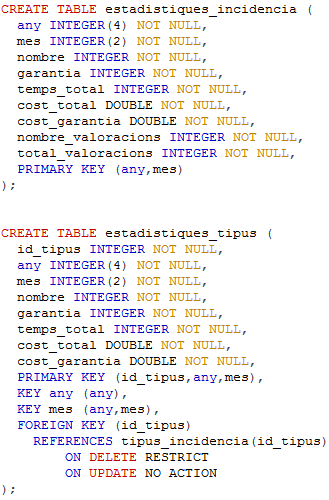 CREATE TABLE estadistiques_incidencia (
any INTEGER(4) NOT NULL,
mes INTEGER(2) NOT NULL,
nombre INTEGER NOT NULL,
garantia INTEGER NOT NULL,
temps_total INTEGER NOT NULL,
cost_total DOUBLE NOT NULL,
cost_garantia DOUBLE NOT NULL,
nombre_valoracions INTEGER NOT NULL,
total_valoracions INTEGER NOT NULL,
PRIMARY KEY (any,mes)
);
CREATE TABLE estadistiques_tipus (
id_tipus INTEGER NOT NULL,
any INTEGER(4) NOT NULL,
mes INTEGER(2) NOT NULL,
nombre INTEGER NOT NULL,
garantia INTEGER NOT NULL,
temps_total INTEGER NOT NULL,
cost_total DOUBLE NOT NULL,
cost_garantia DOUBLE NOT NULL,
PRIMARY KEY (id_tipus,any,mes),
KEY any (any),
KEY mes (any,mes),
FOREIGN KEY (id_tipus)
REFERENCES tipus_incidencia(id_tipus)
ON DELETE RESTRICT
ON UPDATE NO ACTION
);